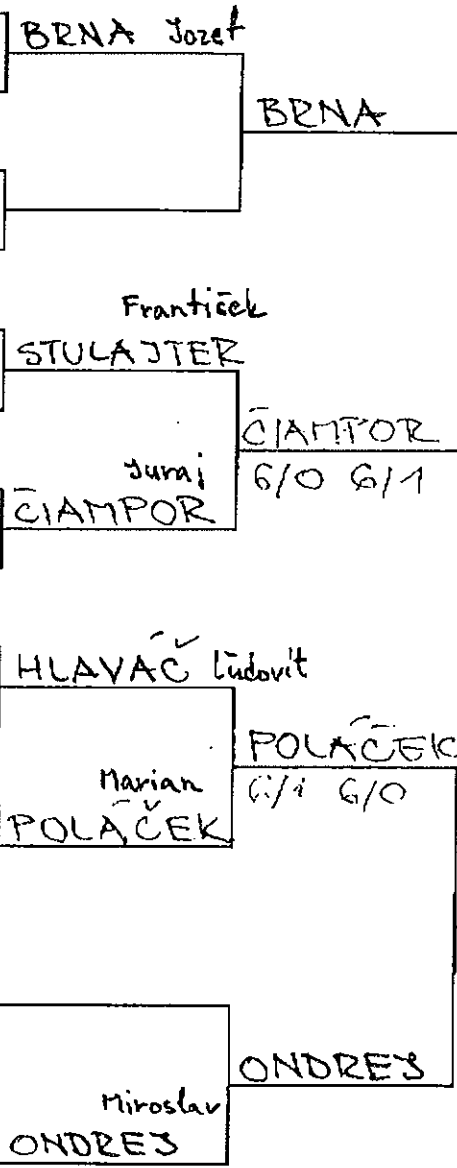 BRNA Jozef
BRNA
František
STULAJTER
ČIAMPOR
6/0 6/1
Juraj
ČIAMPOR
HLAVÁČ Ľudovít
POLÁČEK
6/1 6/0
Marian
POLÁČEK
ONDREJ
Miroslav
ONDREJ